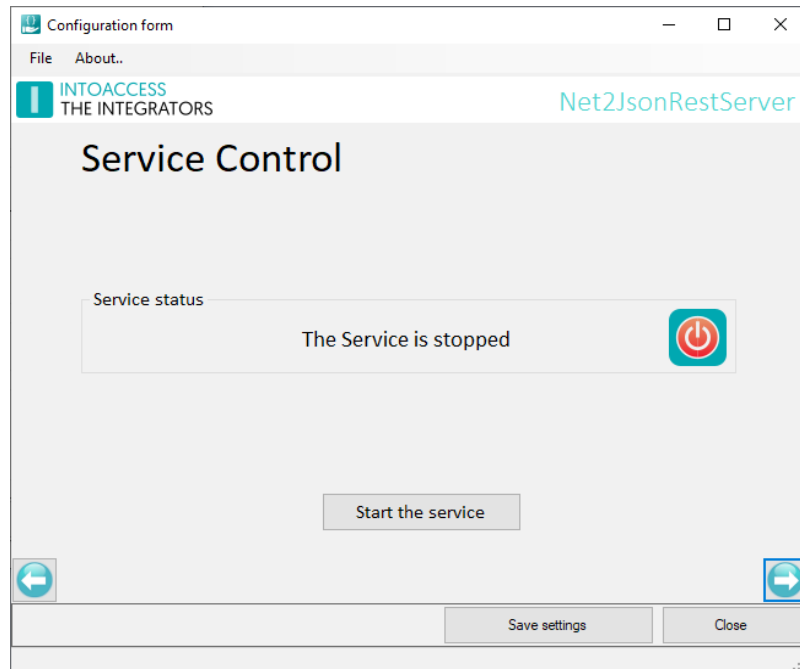 Configuration form
File About..
INTOACCESS
THE INTEGRATORS
Net2JsonRestServer
Service Control
Service status
The Service is stopped
Start the service
Save settings
Close